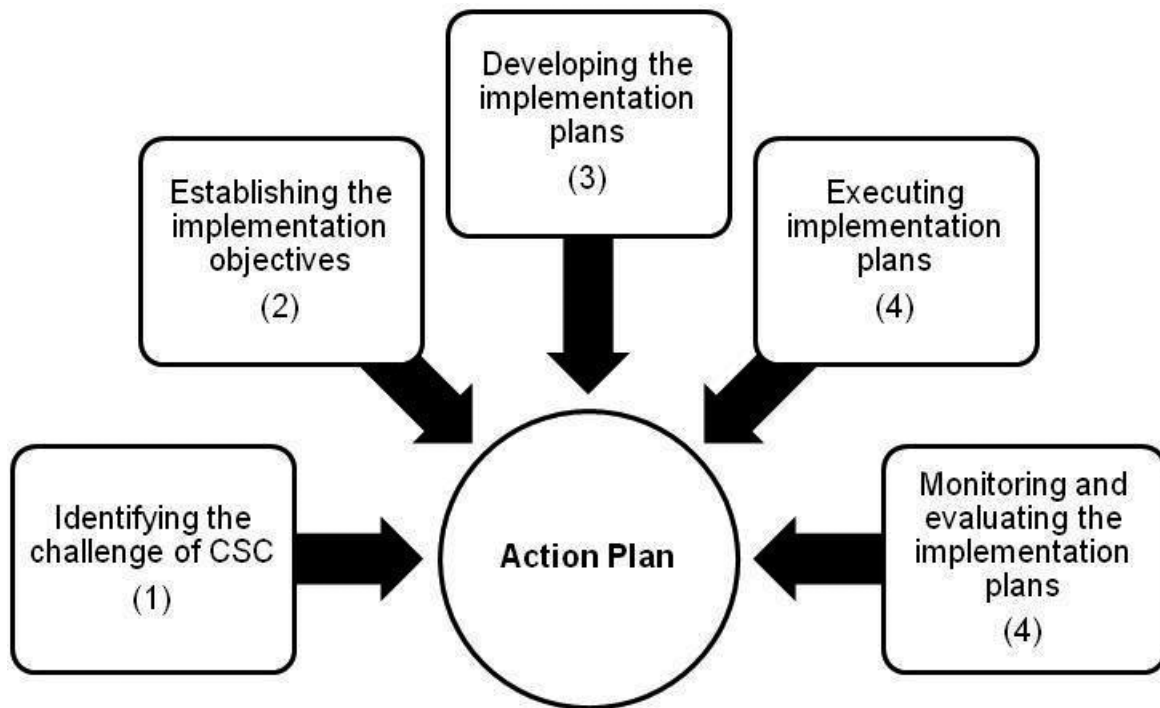 Developing the
implementation
plans
(3)
Establishing the
implementation
objectives
(2)
Executing
implementation
plans
(4)
Identifying the
challenge of CSC
(1)
Action Plan
Monitoring and
evaluating the
implementation
plans
(4)